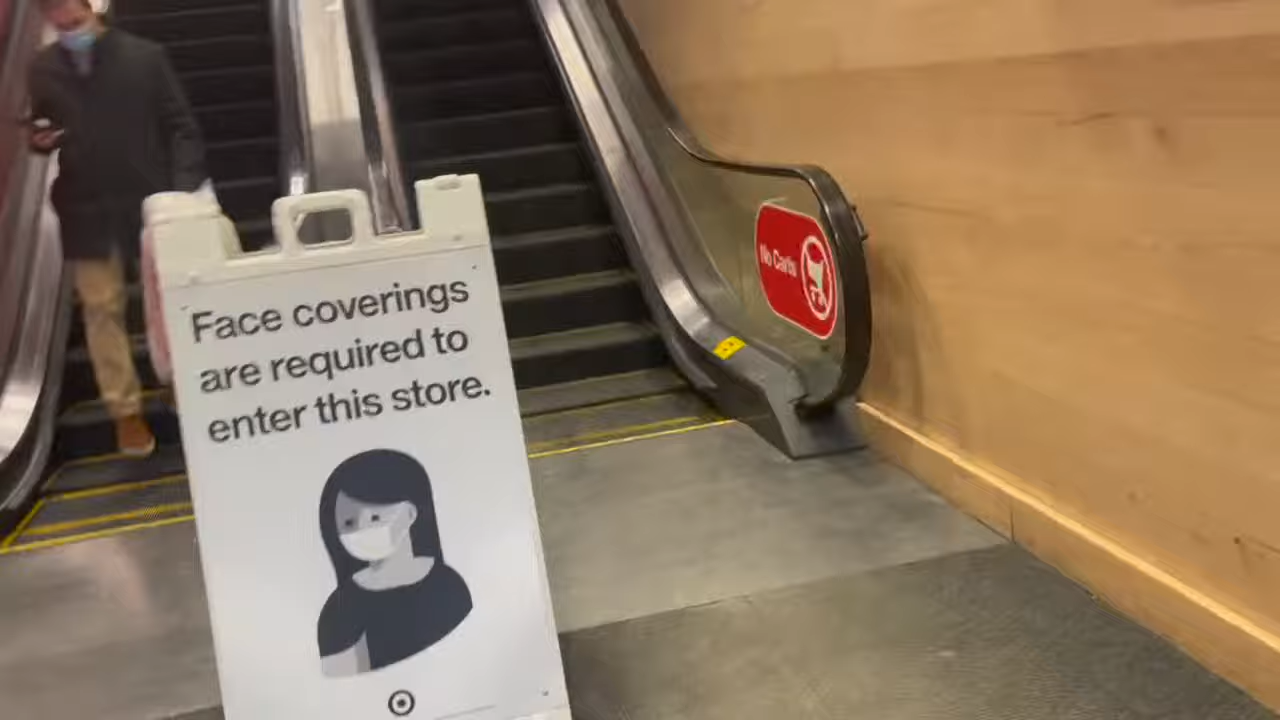 Face coverings
are required to
enter this store.
No Carts